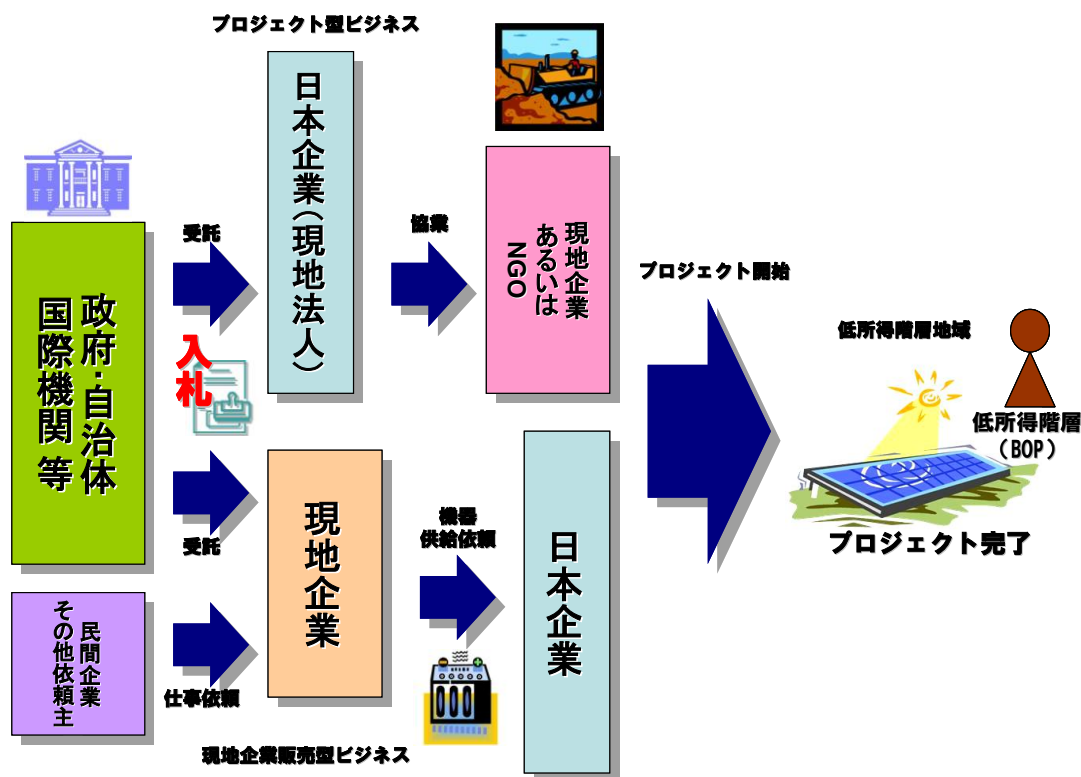 プロジェクト型ビジネス
政府・自治体
国際機関 等
受託
入札
日本企業（現地法人）
協業
現地企業
あるいは
NGO
プロジェクト開始
低所得階層地域
低所得階層
（BOP）
プロジェクト完了
受託
現地企業
機器
供給依頼
日本企業
民間企業
その他依頼主
仕事依頼
現地企業販売型ビジネス